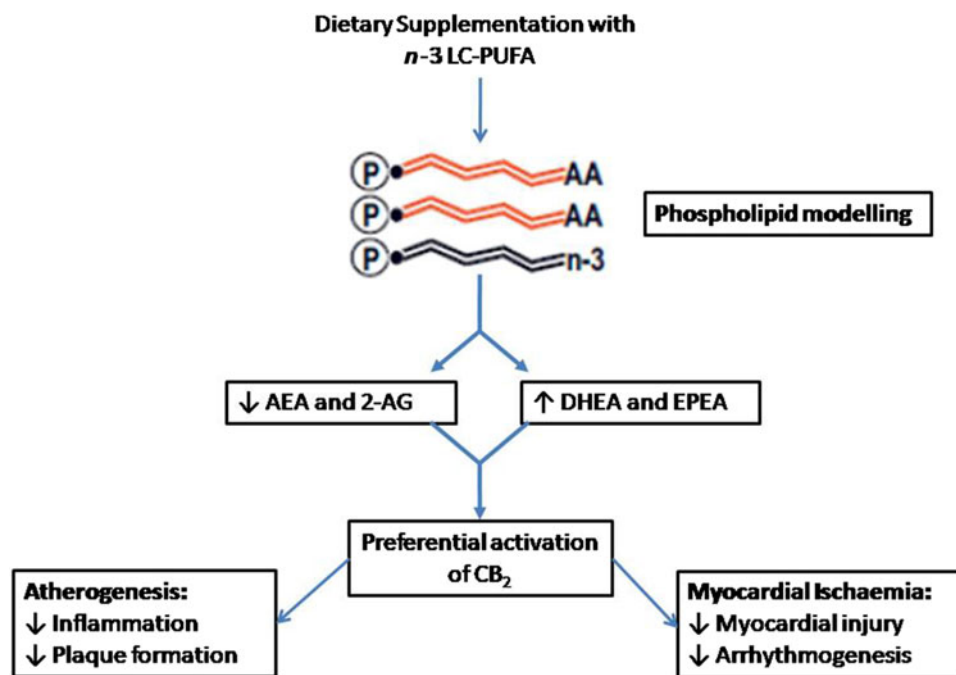 Dietary Supplementation with
n-3 LC-PUFA
P AA
P AA
P n-3
Phospholipid modelling
↓ AEA and 2-AG
↑ DHEA and EPEA
Preferential activation
of CB₂
Atherogenesis:
↓ Inflammation
↓ Plaque formation
Myocardial Ischaemia:
↓ Myocardial injury
↓ Arrhythmogenesis